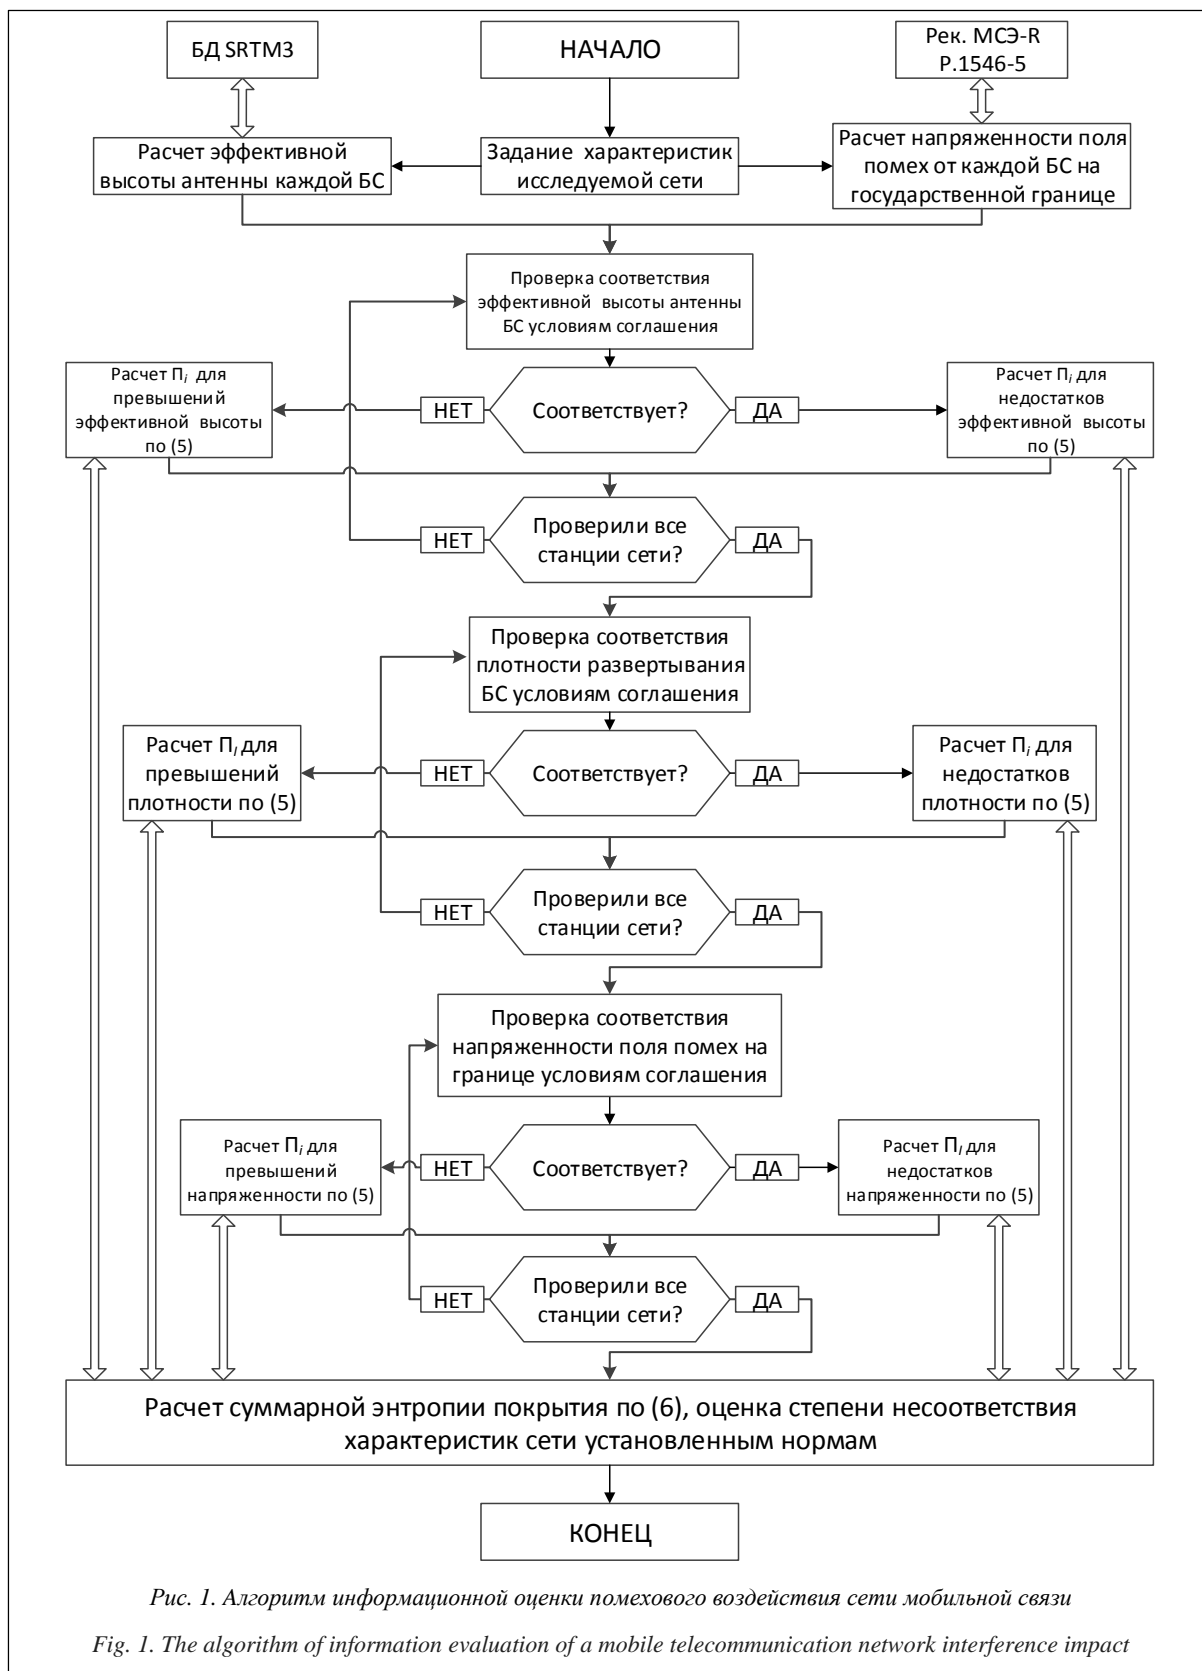 БД SRTM3
НАЧАЛО
Рек. МСЭ-R
P.1546-5
Расчет эффективной
высоты антенны каждой БС
Задание характеристик
исследуемой сети
Расчет напряженности поля
помех от каждой БС на
государственной границе
Проверка соответствия
эффективной высоты антенны
БС условиям соглашения
Расчет Пi для
превышений
эффективной высоты
по (5)
НЕТ
Соответствует?
ДА
Расчет Пi для
недостатков
эффективной высоты
по (5)
НЕТ
Проверили все
станции сети?
ДА
Проверка соответствия
плотности развертывания
БС условиям соглашения
Расчет ПI для
превышений
плотности по (5)
НЕТ
Соответствует?
ДА
Расчет Пi для
недостатков
плотности по (5)
НЕТ
Проверили все
станции сети?
ДА
Проверка соответствия
напряженности поля помех на
границе условиям соглашения
Расчет Пi для
превышений
напряженности по (5)
НЕТ
Соответствует?
ДА
Расчет ПI для
недостатков
напряженности по (5)
НЕТ
Проверили все
станции сети?
ДА
Расчет суммарной энтропии покрытия по (6), оценка степени несоответствия
характеристик сети установленным нормам
КОНЕЦ
Рис. 1. Алгоритм информационной оценки помехового воздействия сети мобильной связи
Fig. 1. The algorithm of information evaluation of a mobile telecommunication network interference impact